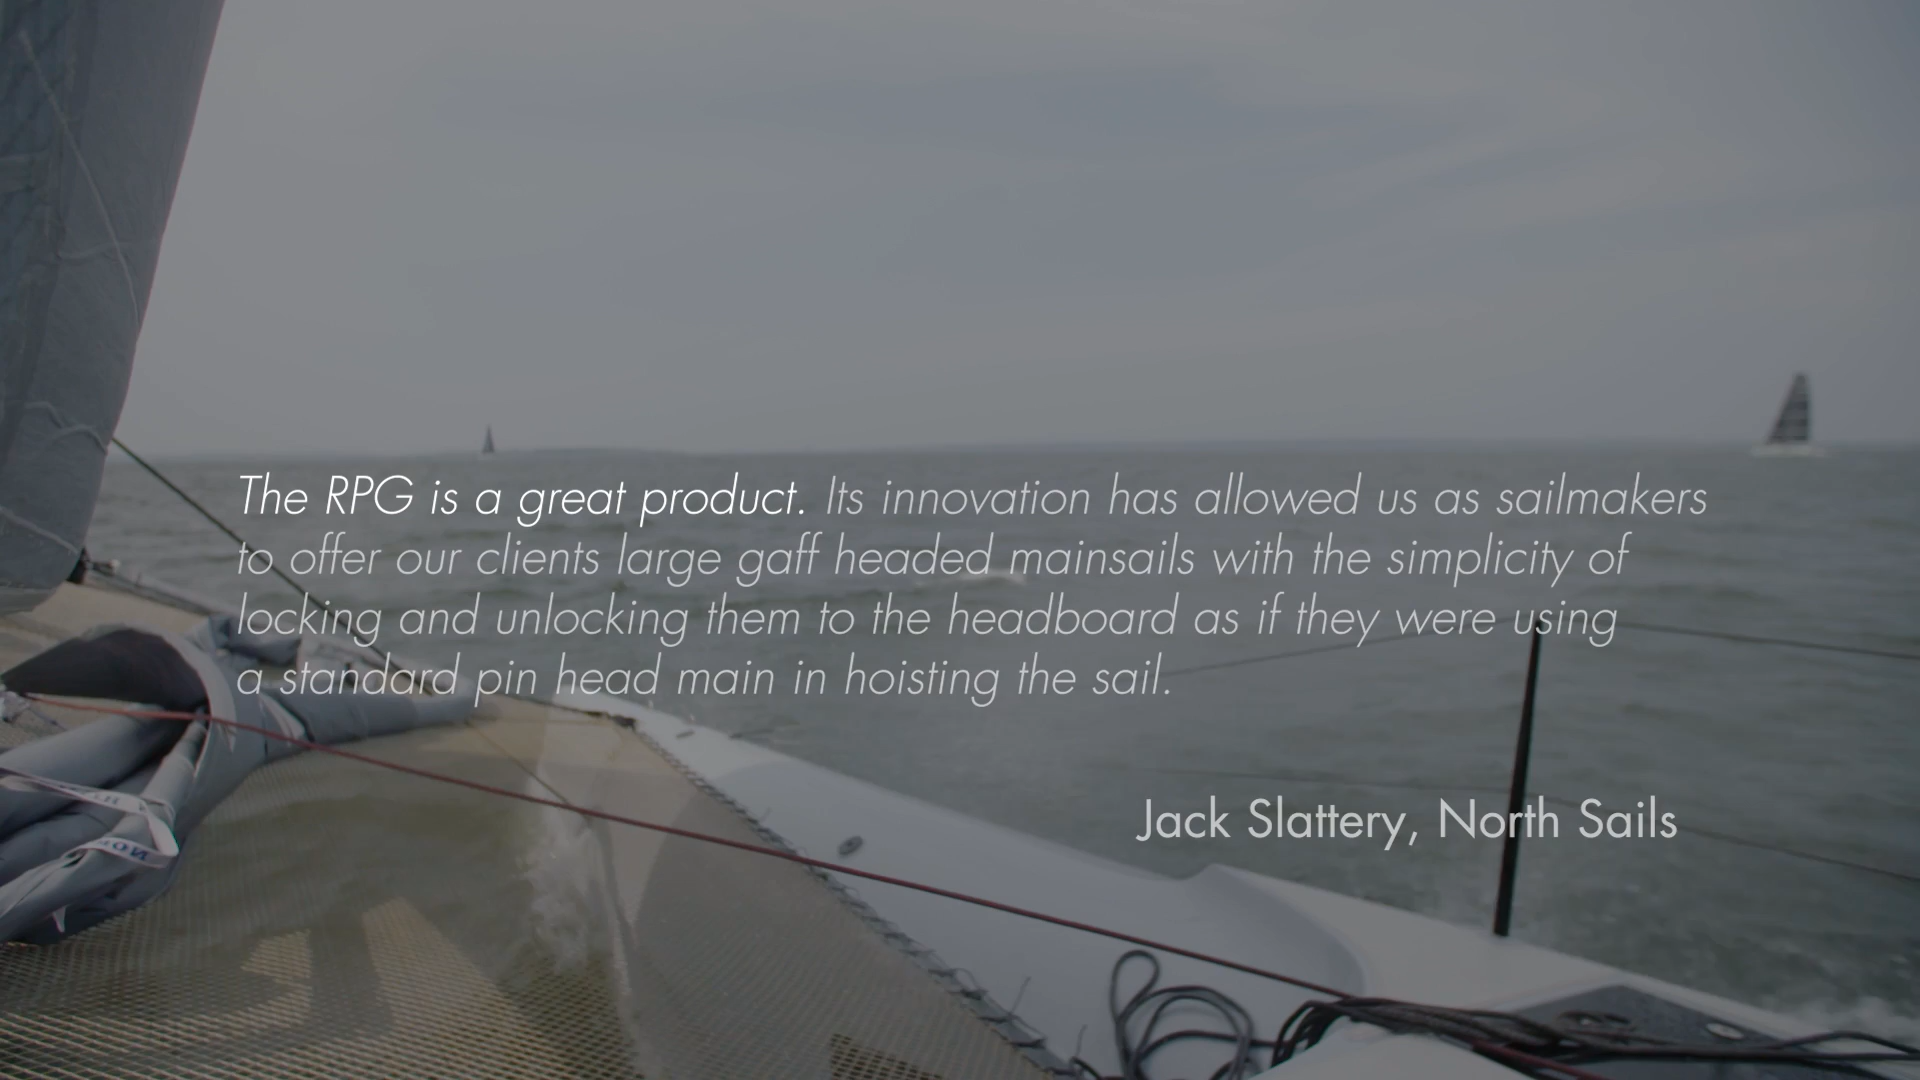 The RPG is a great product. Its innovation has allowed us as sailmakers
to offer our clients large gaff headed mainsails with the simplicity of
locking and unlocking them to the headboard as if they were using
a standard pin head main in hoisting the sail.
Jack Slattery, North Sails